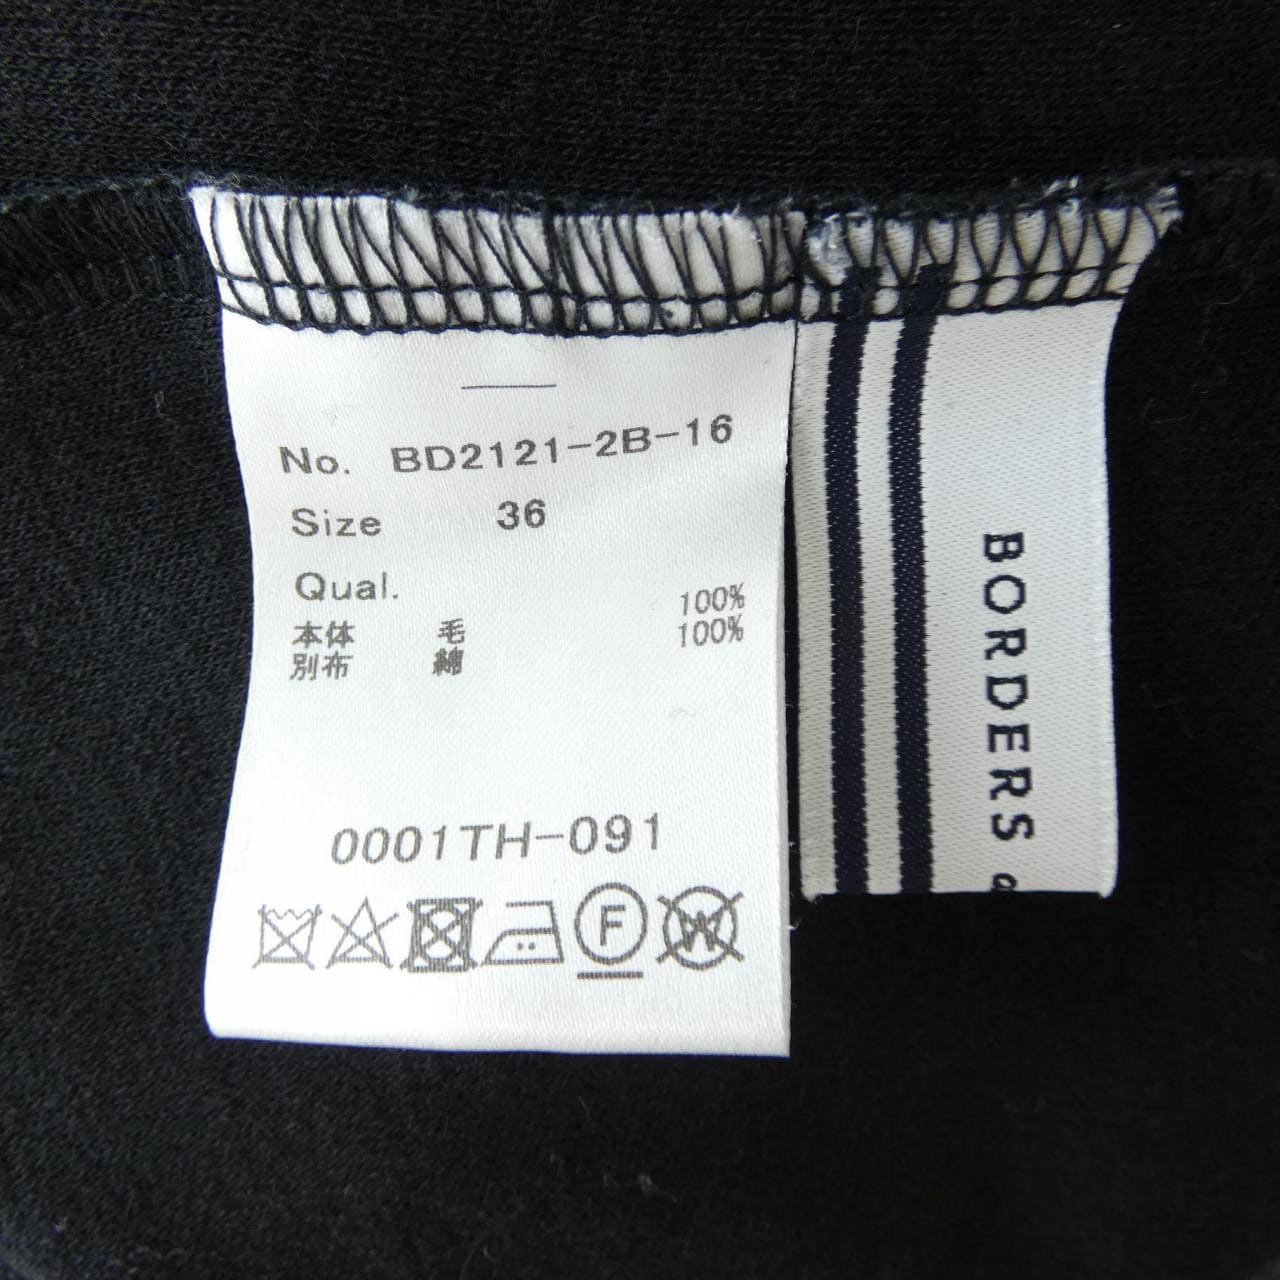 No. BD2121-2B-16
Size 36
Qual.
本体 毛 100%
別布 綿 100%
0001TH-091
F
W
BORDERS a